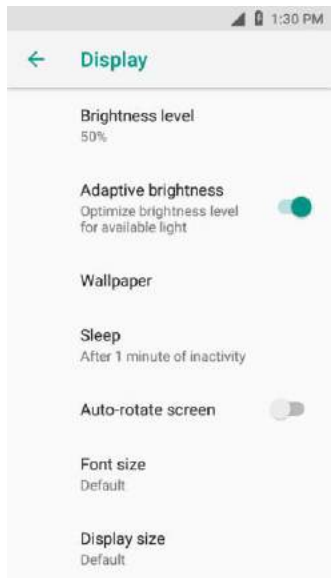 1:30 PM
Display
Brightness level
50%
Adaptive brightness
Optimize brightness level
for available light
Wallpaper
Sleep
After 1 minute of inactivity
Auto-rotate screen
Font size
Default
Display size
Default